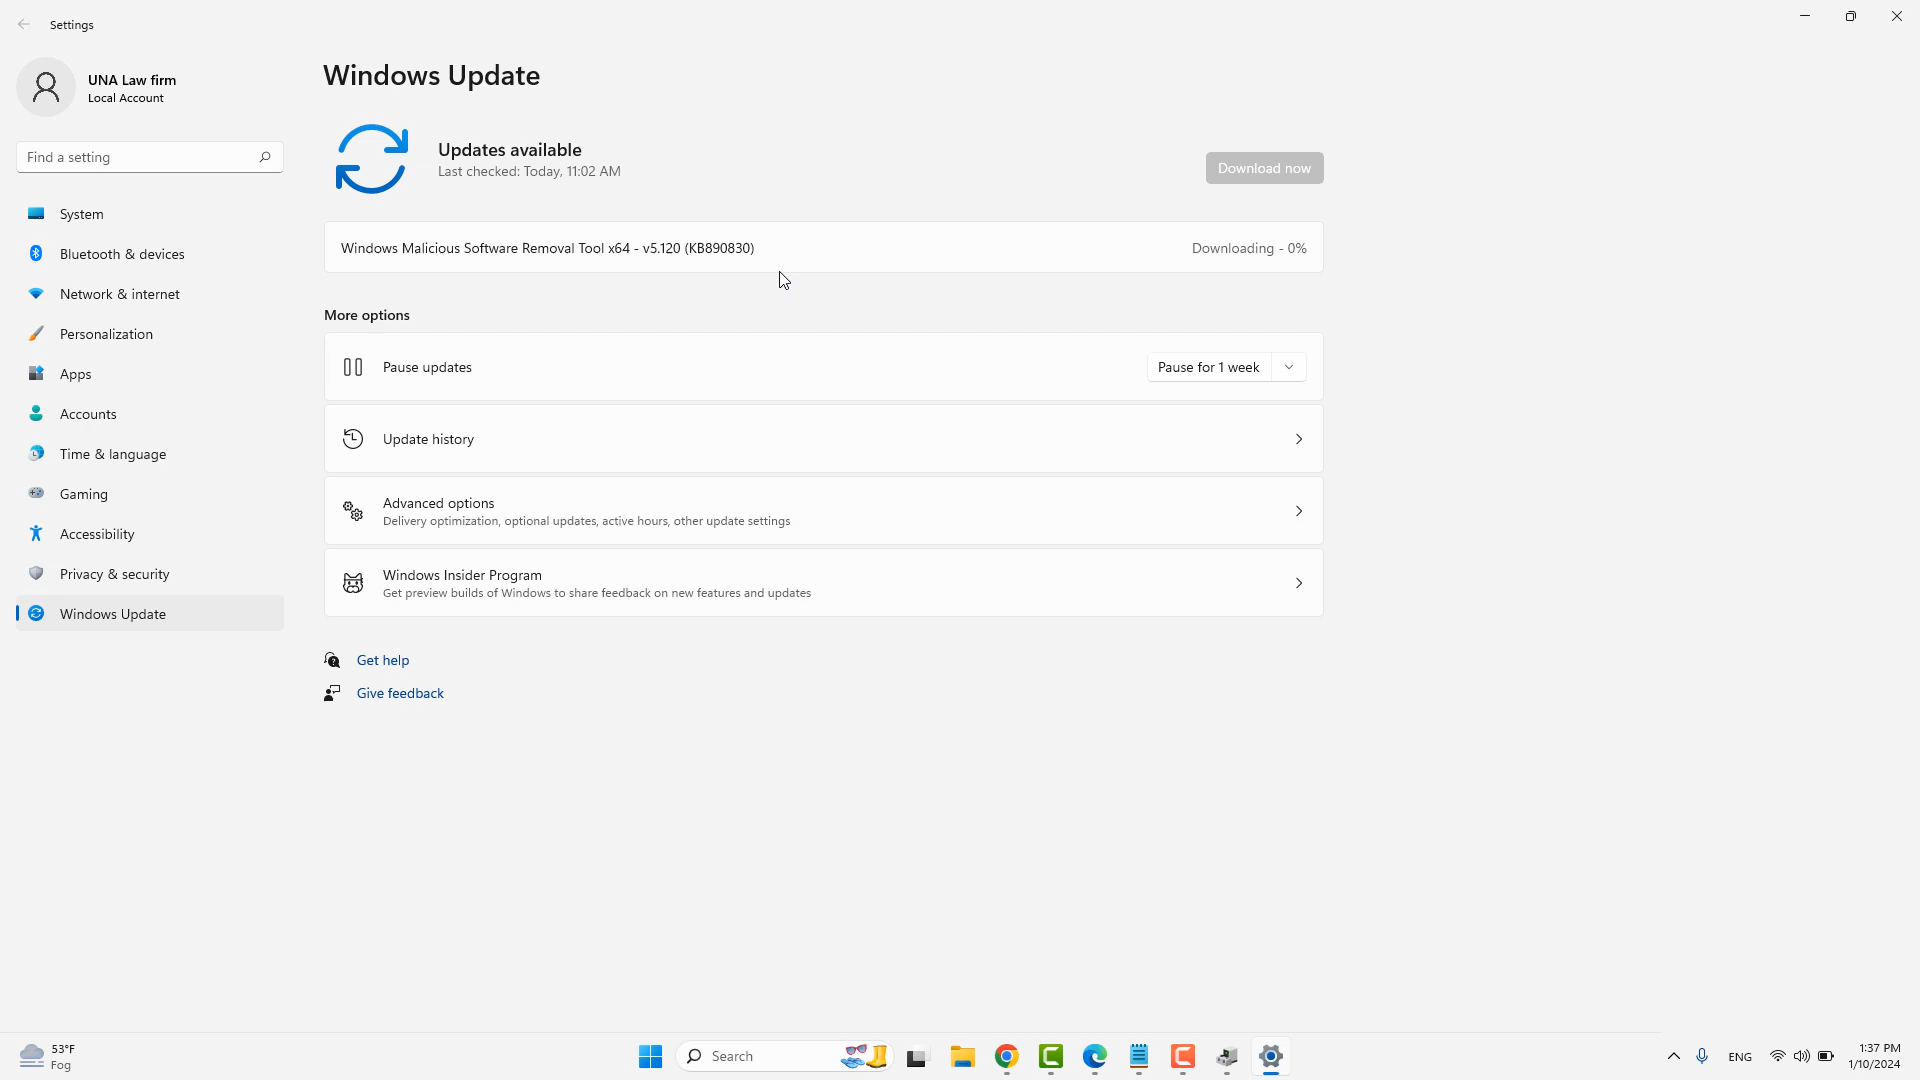 Settings
UNA Law firm
Local Account
Find a setting
System
Bluetooth & devices
Network & internet
Personalization
Apps
Accounts
Time & language
Gaming
Accessibility
Privacy & security
Windows Update
Windows Update
Updates available
Last checked: Today, 11:02 AM
Download now
Windows Malicious Software Removal Tool x64 - v5.120 (KB890830)
Downloading - 0%
More options
Pause updates
Pause for 1 week
Update history
Advanced options
Delivery optimization, optional updates, active hours, other update settings
Windows Insider Program
Get preview builds of Windows to share feedback on new features and updates
Get help
Give feedback
53°F
Fog
Search
ENG
1:37 PM
1/10/2024